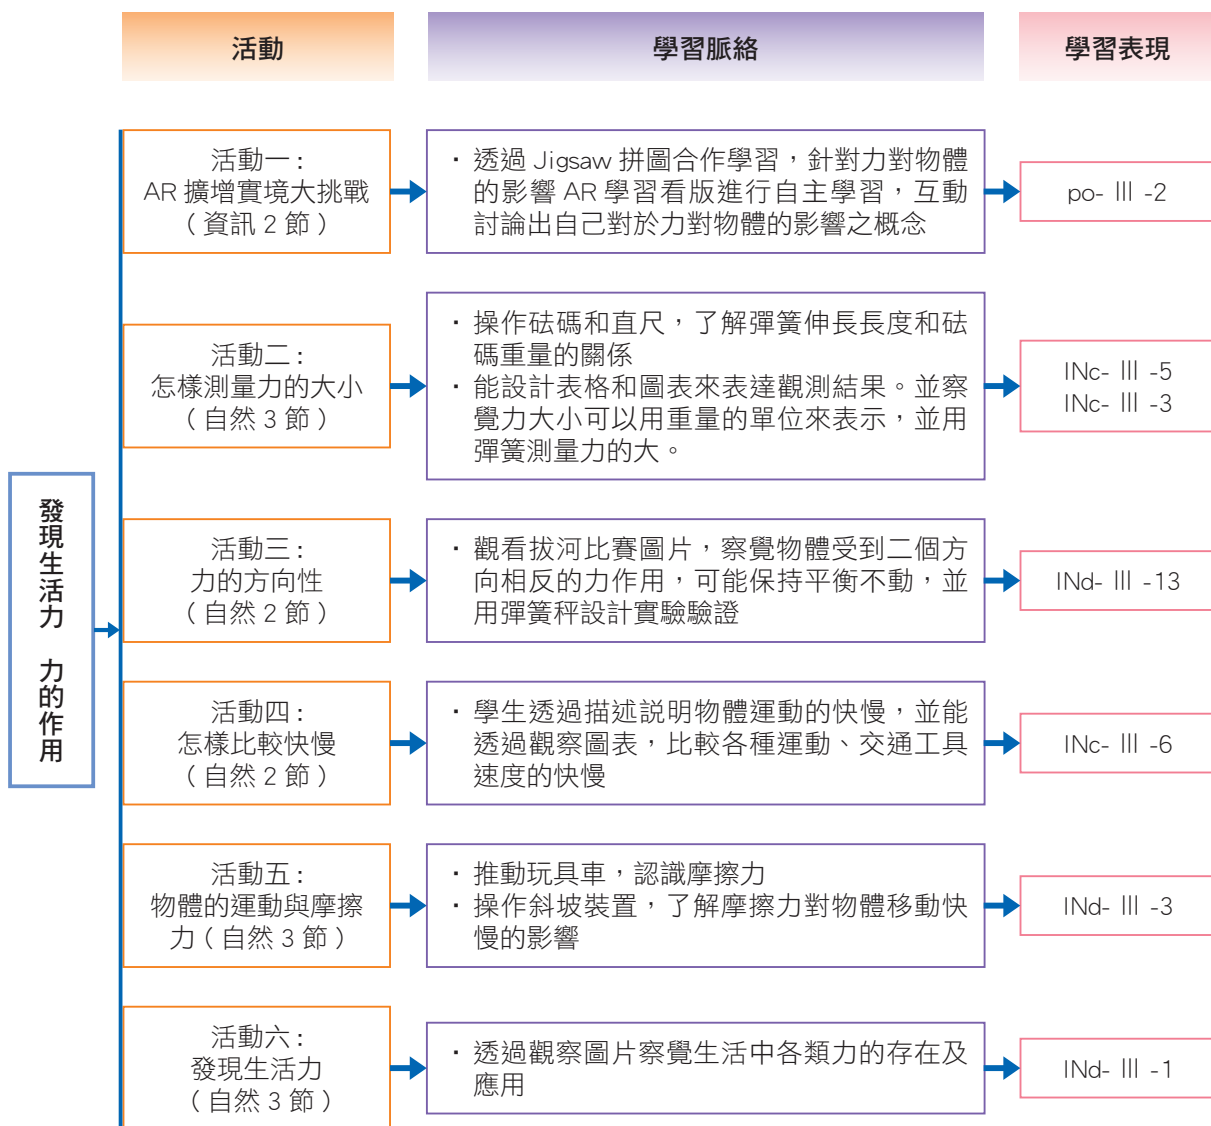 活動
學習脈絡
學習表現
發現生活力　力的作用
活動一:
AR 擴增實境大挑戰
(資訊 2 節)
・透過 Jigsaw 拼圖合作學習，針對力對物體
的影響 AR 學習看版進行自主學習，互動
討論出自己對於力對物體的影響之概念
po- III -2
活動二:
怎樣測量力的大小
(自然 3 節)
・操作砝碼和直尺，了解彈簧伸長長度和砝
碼重量的關係
・能設計表格和圖表來表達觀測結果。並察
覺力大小可以用重量的單位來表示，並用
彈簧測量力的大。
INc- III -5
INc- III -3
活動三:
力的方向性
(自然 2 節)
・觀看拔河比賽圖片，察覺物體受到二個方
向相反的力作用，可能保持平衡不動，並
用彈簧秤設計實驗驗證
INd- III -13
活動四:
怎樣比較快慢
(自然 2 節)
・學生透過描述説明物體運動的快慢，並能
透過觀察圖表，比較各種運動、交通工具
速度的快慢
INc- III -6
活動五:
物體的運動與摩擦
力(自然 3 節)
・推動玩具車，認識摩擦力
・操作斜坡裝置，了解摩擦力對物體移動快
慢的影響
INd- III -3
活動六:
發現生活力
(自然 3 節)
・透過觀察圖片察覺生活中各類力的存在及
應用
INd- III -1